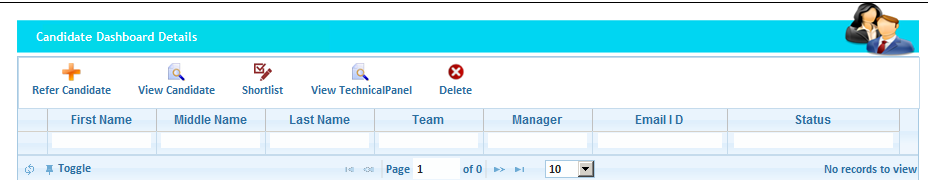 Candidate Dashboard Details
Refer Candidate View Candidate Shortlist View TechnicalPanel Delete
First Name Middle Name Last Name Team Manager Email I D Status
Toggle Page 1 of 0 10 No records to view